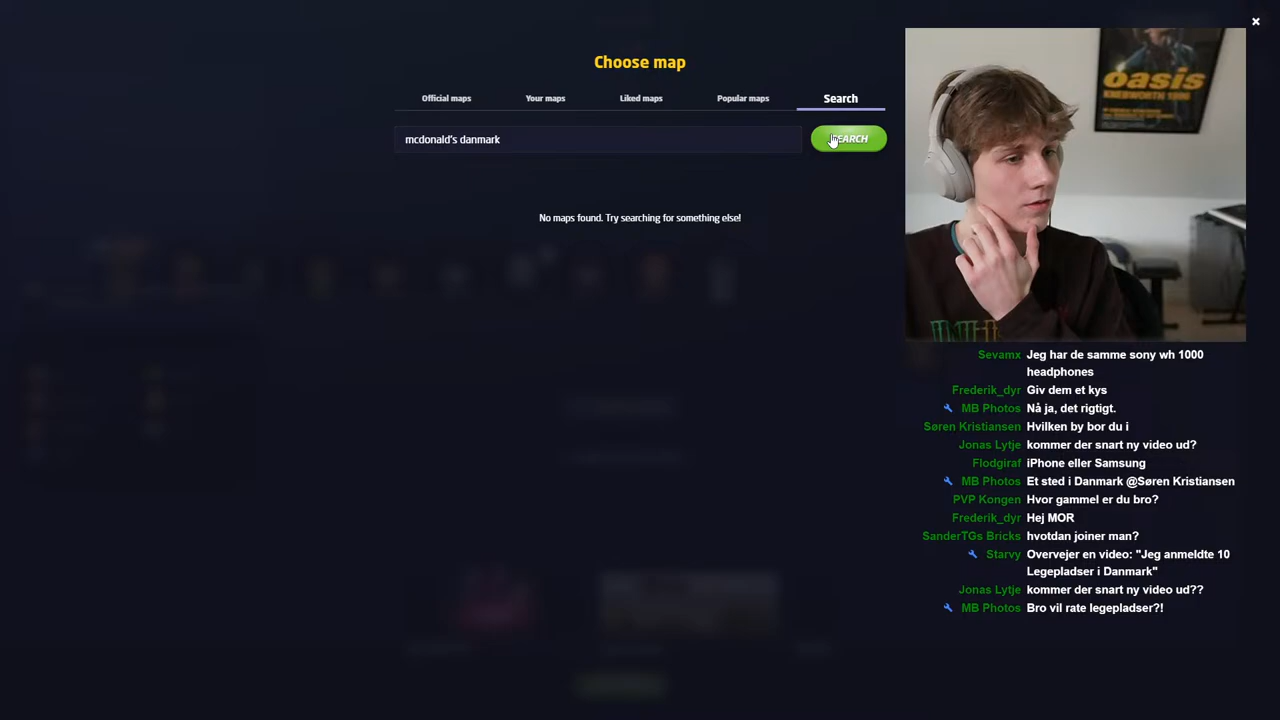 Choose map
Official maps
Your maps
Liked maps
Popular maps
Search
mcdonald's danmark
No maps found. Try searching for something else!
oasis
Sevamx Jeg har de samme sony wh 1000
headphones
Frederik_dyr Giv dem et kys
MB Photos Nå ja, det rigtigt.
Søren Kristiansen Hvilken by bor du i
Jonas Lytje kommer der snart ny video ud?
Flodgiraf iPhone eller Samsung
MB Photos Et sted i Danmark @Søren Kristiansen
PVP Kongen Hvor gammel er du bro?
Frederik_dyr Hej MOR
SanderTGs Bricks hvotdan joiner man?
Starvy Overvejer en video: "Jeg anmeldte 10
Legepladser i Danmark"
Jonas Lytje kommer der snart ny video ud??
MB Photos Bro vil rate legepladser?!